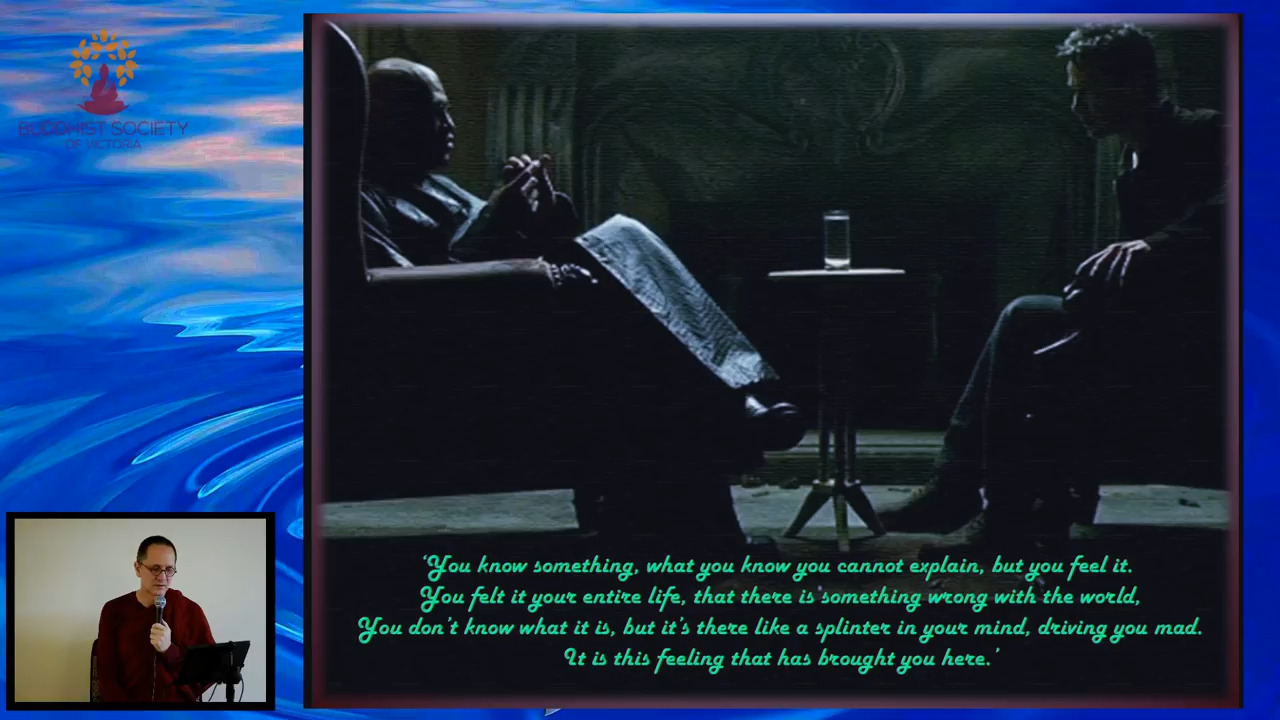 BUDDHIST SOCIETY
OF VICTORIA
'You know something, what you know you cannot explain, but you feel it.
You felt it your entire life, that there is something wrong with the world,
You don't know what it is, but it's there like a splinter in your mind, driving you mad.
It is this feeling that has brought you here.'